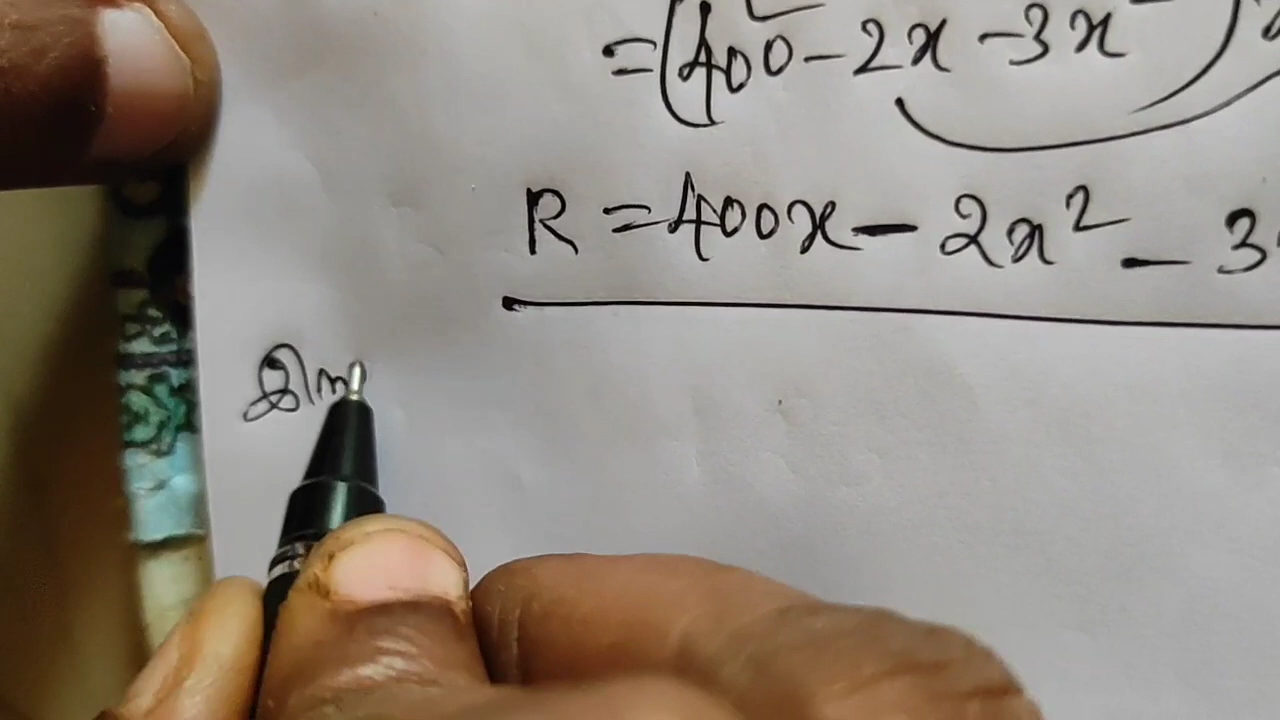 =(400-2x-3x
R =400x-2x² - 3